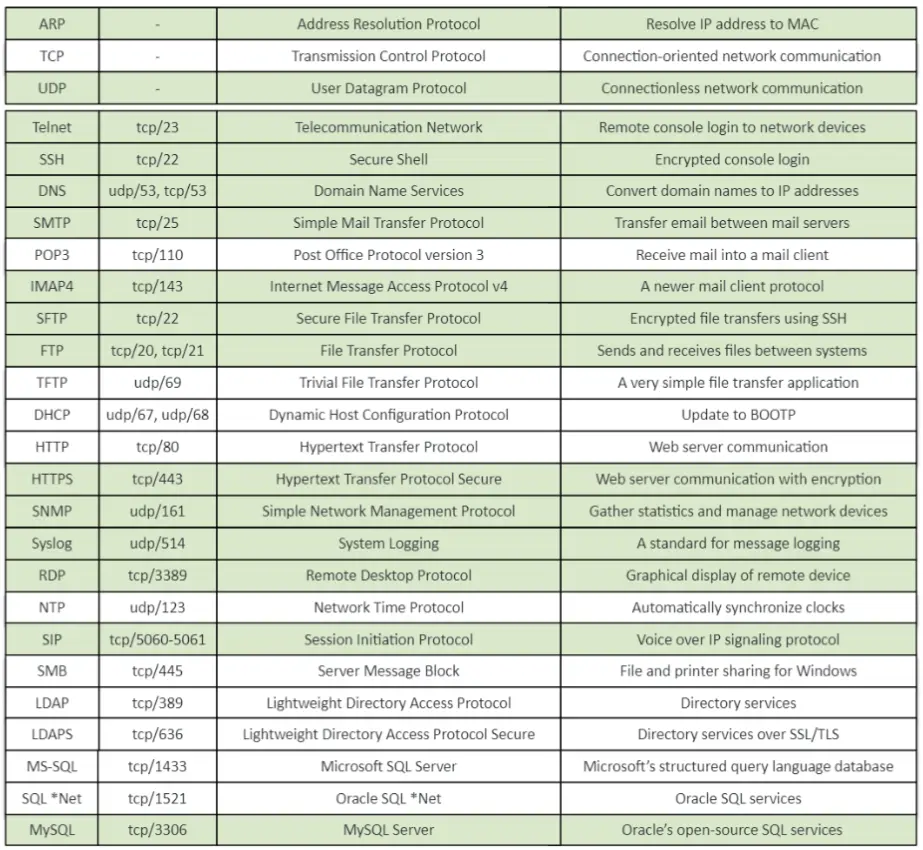 ARP - Address Resolution Protocol Resolve IP address to MAC
TCP - Transmission Control Protocol Connection-oriented network communication
UDP - User Datagram Protocol Connectionless network communication
Telnet tcp/23 Telecommunication Network Remote console login to network devices
SSH tcp/22 Secure Shell Encrypted console login
DNS udp/53, tcp/53 Domain Name Services Convert domain names to IP addresses
SMTP tcp/25 Simple Mail Transfer Protocol Transfer email between mail servers
POP3 tcp/110 Post Office Protocol version 3 Receive mail into a mail client
IMAP4 tcp/143 Internet Message Access Protocol v4 A newer mail client protocol
SFTP tcp/22 Secure File Transfer Protocol Encrypted file transfers using SSH
FTP tcp/20, tcp/21 File Transfer Protocol Sends and receives files between systems
TFTP udp/69 Trivial File Transfer Protocol A very simple file transfer application
DHCP udp/67, udp/68 Dynamic Host Configuration Protocol Update to BOOTP
HTTP tcp/80 Hypertext Transfer Protocol Web server communication
HTTPS tcp/443 Hypertext Transfer Protocol Secure Web server communication with encryption
SNMP udp/161 Simple Network Management Protocol Gather statistics and manage network devices
Syslog udp/514 System Logging A standard for message logging
RDP tcp/3389 Remote Desktop Protocol Graphical display of remote device
NTP udp/123 Network Time Protocol Automatically synchronize clocks
SIP tcp/5060-5061 Session Initiation Protocol Voice over IP signaling protocol
SMB tcp/445 Server Message Block File and printer sharing for Windows
LDAP tcp/389 Lightweight Directory Access Protocol Directory services
LDAPS tcp/636 Lightweight Directory Access Protocol Secure Directory services over SSL/TLS
MS-SQL tcp/1433 Microsoft SQL Server Microsoft's structured query language database
SQL *Net tcp/1521 Oracle SQL *Net Oracle SQL services
MySQL tcp/3306 MySQL Server Oracle's open-source SQL services